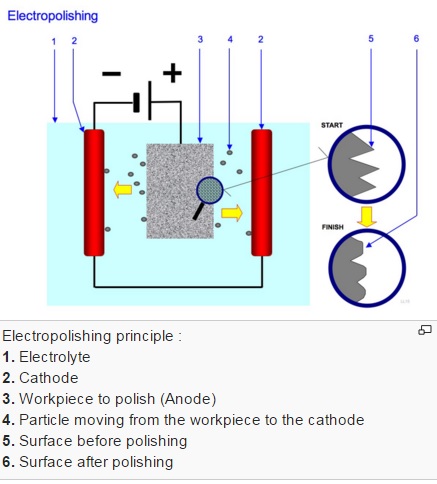 Electropolishing
1 2 3 4 2 5 6
− +
START
FINISH
Electropolishing principle :
1. Electrolyte
2. Cathode
3. Workpiece to polish (Anode)
4. Particle moving from the workpiece to the cathode
5. Surface before polishing
6. Surface after polishing